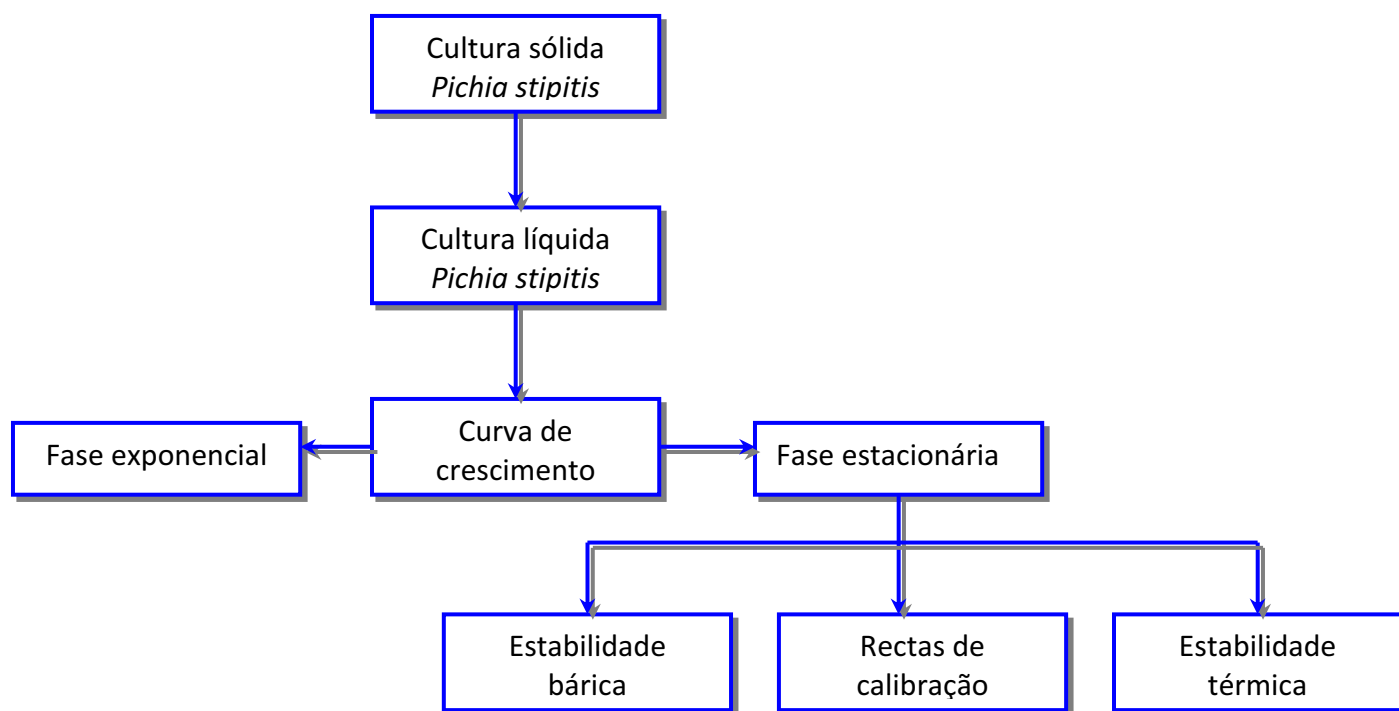 Cultura sólida
Pichia stipitis
Cultura líquida
Pichia stipitis
Curva de
crescimento
Fase exponencial
Fase estacionária
Estabilidade
bárica
Rectas de
calibração
Estabilidade
térmica